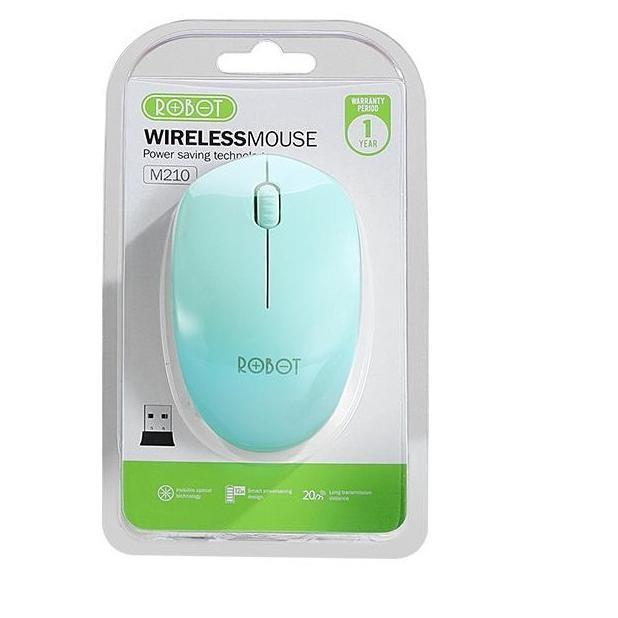 ROBOT
WARRANTY
PERIOD
1
YEAR
WIRELESSMOUSE
Power saving
M210
ROBOT
Invisible optical
technology
Smart powersaving
design
20m
Long transmission
distance